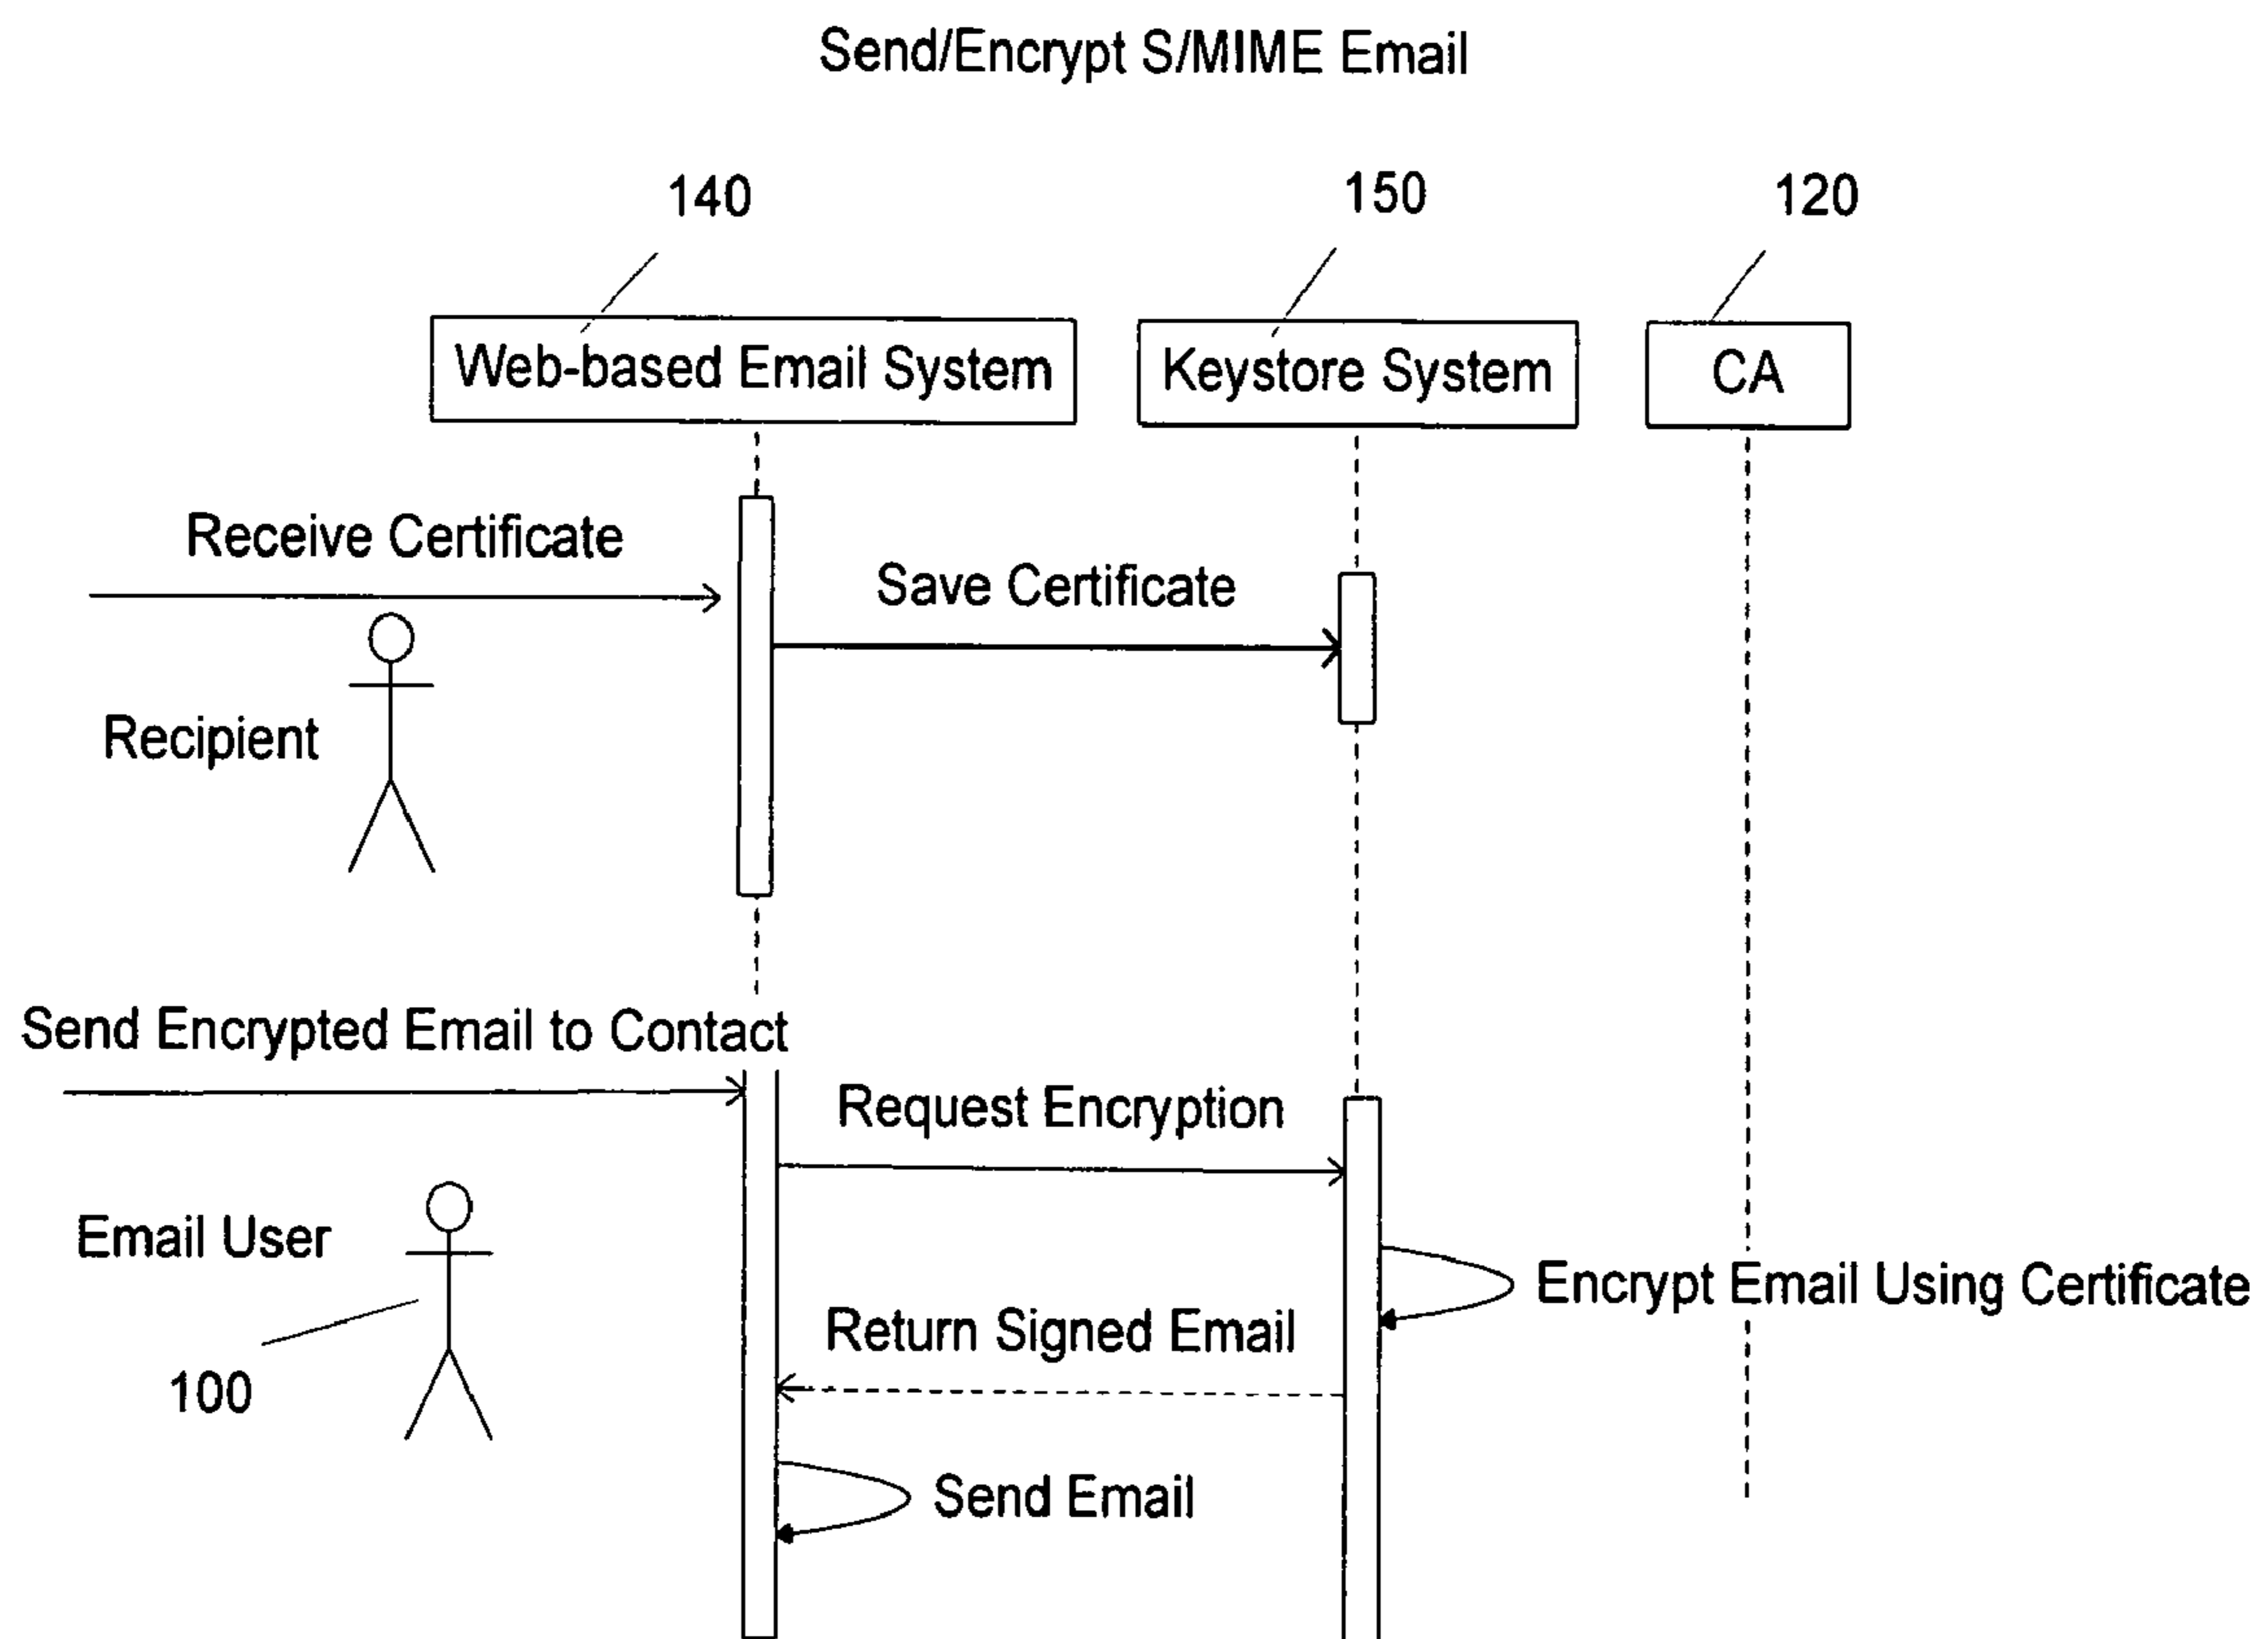 Send/Encrypt S/MIME Email
140
150
120
Web-based Email System
Keystore System
CA
Receive Certificate
Save Certificate
Recipient
Send Encrypted Email to Contact
Request Encryption
Email User
Encrypt Email Using Certificate
Return Signed Email
100
Send Email